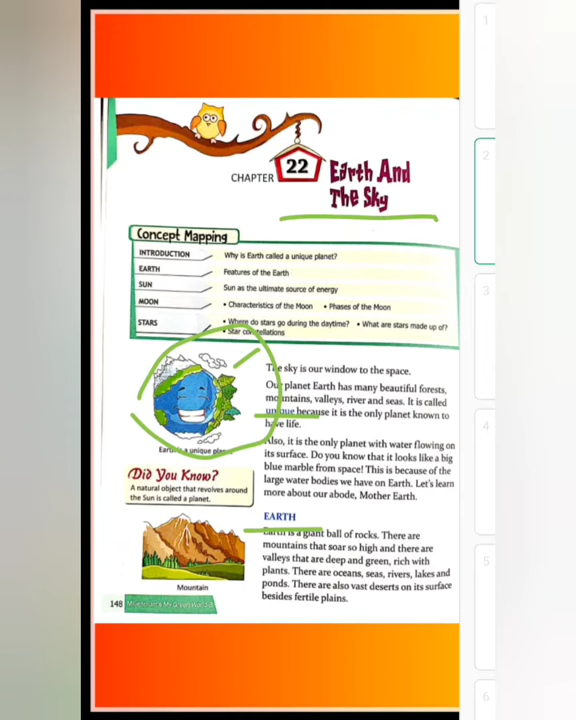 CHAPTER 22 Earth And
The Sky
Concept Mapping
INTRODUCTION Why is Earth called a unique planet?
EARTH Features of the Earth
SUN Sun as the ultimate source of energy
MOON • Characteristics of the Moon • Phases of the Moon
STARS • Where do stars go during the daytime? • What are stars made up of?
• Star constellations
The sky is our window to the space.
Our planet Earth has many beautiful forests,
mountains, valleys, river and seas. It is called
unique because it is the only planet known to
have life.
Earth is a unique planet
Also, it is the only planet with water flowing on
its surface. Do you know that it looks like a big
blue marble from space! This is because of the
large water bodies we have on Earth. Let's learn
more about our abode, Mother Earth.
Did You Know?
A natural object that revolves around
the Sun is called a planet.
EARTH
Earth is a giant ball of rocks. There are
mountains that soar so high and there are
valleys that are deep and green, rich with
plants. There are oceans, seas, rivers, lakes and
ponds. There are also vast deserts on its surface
besides fertile plains.
Mountain
148
1
2
3
4
5
6